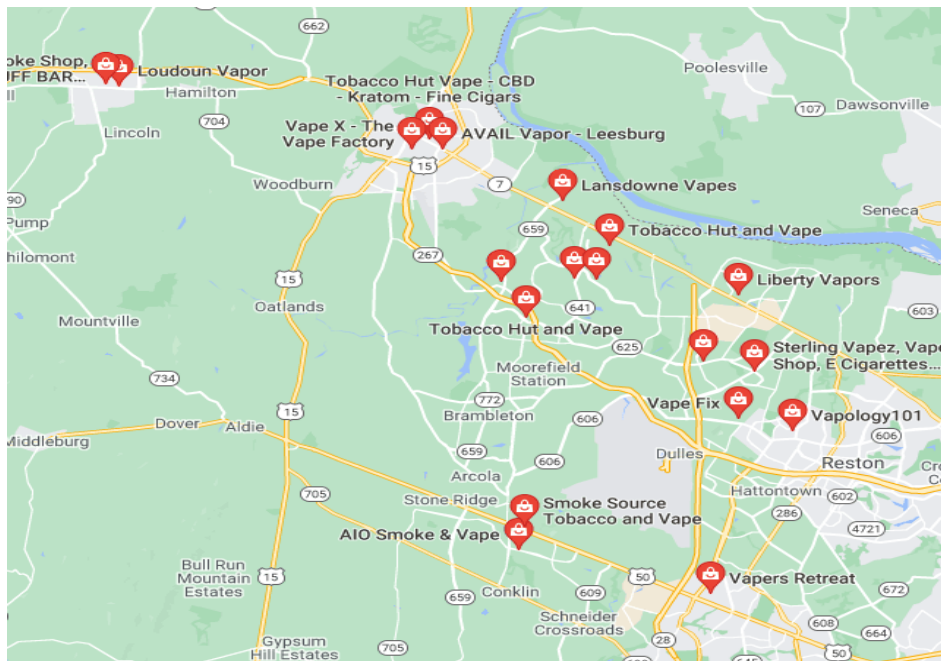 662
Poolesville
oke Shop,
UFF BAR...
Loudoun Vapor
Hamilton
Tobacco Hut Vape - CBD
- Kratom - Fine Cigars
107
Dawsonville
Lincoln
704
Vape X - The
Vape Factory
AVAIL Vapor - Leesburg
15
7
Woodburn
Lansdowne Vapes
90
Pump
Seneca
659
Tobacco Hut and Vape
267
hilomont
15
Oatlands
Liberty Vapors
Mountville
641
603
Tobacco Hut and Vape
625
Sterling Vapez, Vape
Shop, E Cigarettes...
Moorefield
Station
734
772
Vape Fix
Vapology101
15
Brambleton
606
Dover
Aldie
606
Middleburg
659
Dulles
Reston
606
Arcola
Hattontown
602
705
Stone Ridge
Smoke Source
Tobacco and Vape
286
4721
AIO Smoke & Vape
Bull Run
Mountain
Estates
15
50
Vapers Retreat
659
Conklin
609
Schneider
Crossroads
608
664
28
Gypsum
Hill Estates
705
50
645